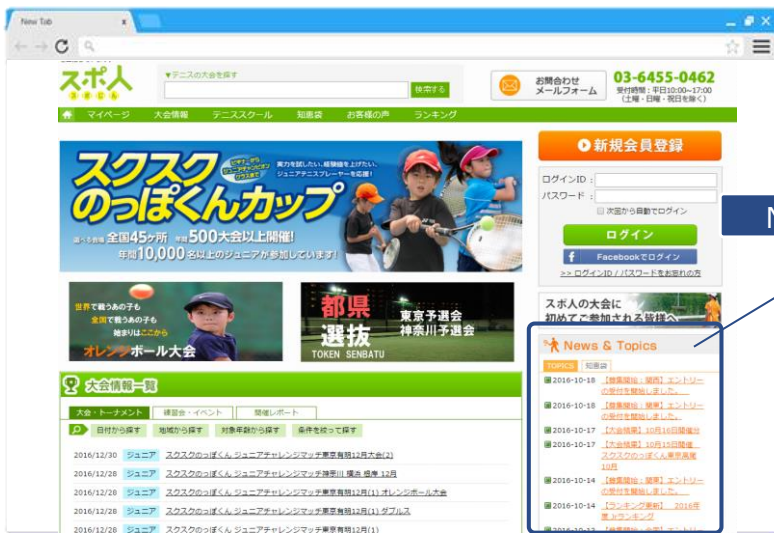 New Tab
スポ人
すぽじん
▼テニスの大会を探す
検索する
お問合わせ
メールフォーム
03-6455-0462
受付時間:平日10:00~17:00
(土曜・日曜・祝日を除く)
マイページ 大会情報 テニススクール 知恵袋 お客様の声 ランキング
スクスク
のっぽくんカップ
実力を試したい、経験値を上げたい、
ジュニアテニスプレーヤーを応援!
全国45ヶ所 年間500大会以上開催!
年間10,000名以上のジュニアが参加しています!
新規会員登録
ログインID:
パスワード:
次回から自動でログイン
ログイン
f Facebookでログイン
>> ログインID / パスワードをお忘れの方
N
世界で戦うあの子も
全国で戦うあの子も
始まりはここから
オレンジボール大会
都県
選抜
TOKEN SENBATU
東京予選会
神奈川予選会
スポ人の大会に
初めてご参加される皆様へ
News & Topics
TOPICS 知恵袋
2016-10-18 【募集開始:関西】エントリー
の受付を開始しました。
2016-10-18 【募集開始:関東】エントリー
の受付を開始しました。
2016-10-17 【大会結果】10月16日開催分
2016-10-17 【大会結果】10月15日開催
スクスクのっぽくん東京高尾
10月
2016-10-14 【募集開始:関東】エントリー
の受付を開始しました。
2016-10-14 【ランキング更新】 2016年
度 Jrランキング
大会情報一覧
大会・トーナメント 練習会・イベント 開催レポート
日付から探す 地域から探す 対象年齢から探す 条件を絞って探す
2016/12/30 ジュニア スクスクのっぽくん ジュニアチャレンジマッチ東京有明12月大会(2)
2016/12/28 ジュニア スクスクのっぽくん ジュニアチャレンジマッチ神奈川 横浜 根岸 12月
2016/12/28 ジュニア スクスクのっぽくん ジュニアチャレンジマッチ東京有明12月(1) オレンジボール大会
2016/12/28 ジュニア スクスクのっぽくん ジュニアチャレンジマッチ東京有明12月(1) ダブルス
2016/12/28 ジュニア スクスクのっぽくん ジュニアチャレンジマッチ東京有明12月(1)